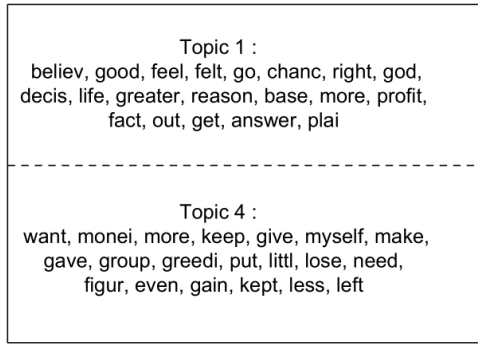 Topic 1 :
believ, good, feel, felt, go, chanc, right, god,
decis, life, greater, reason, base, more, profit,
fact, out, get, answer, plai
Topic 4 :
want, monei, more, keep, give, myself, make,
gave, group, greedi, put, littl, lose, need,
figur, even, gain, kept, less, left